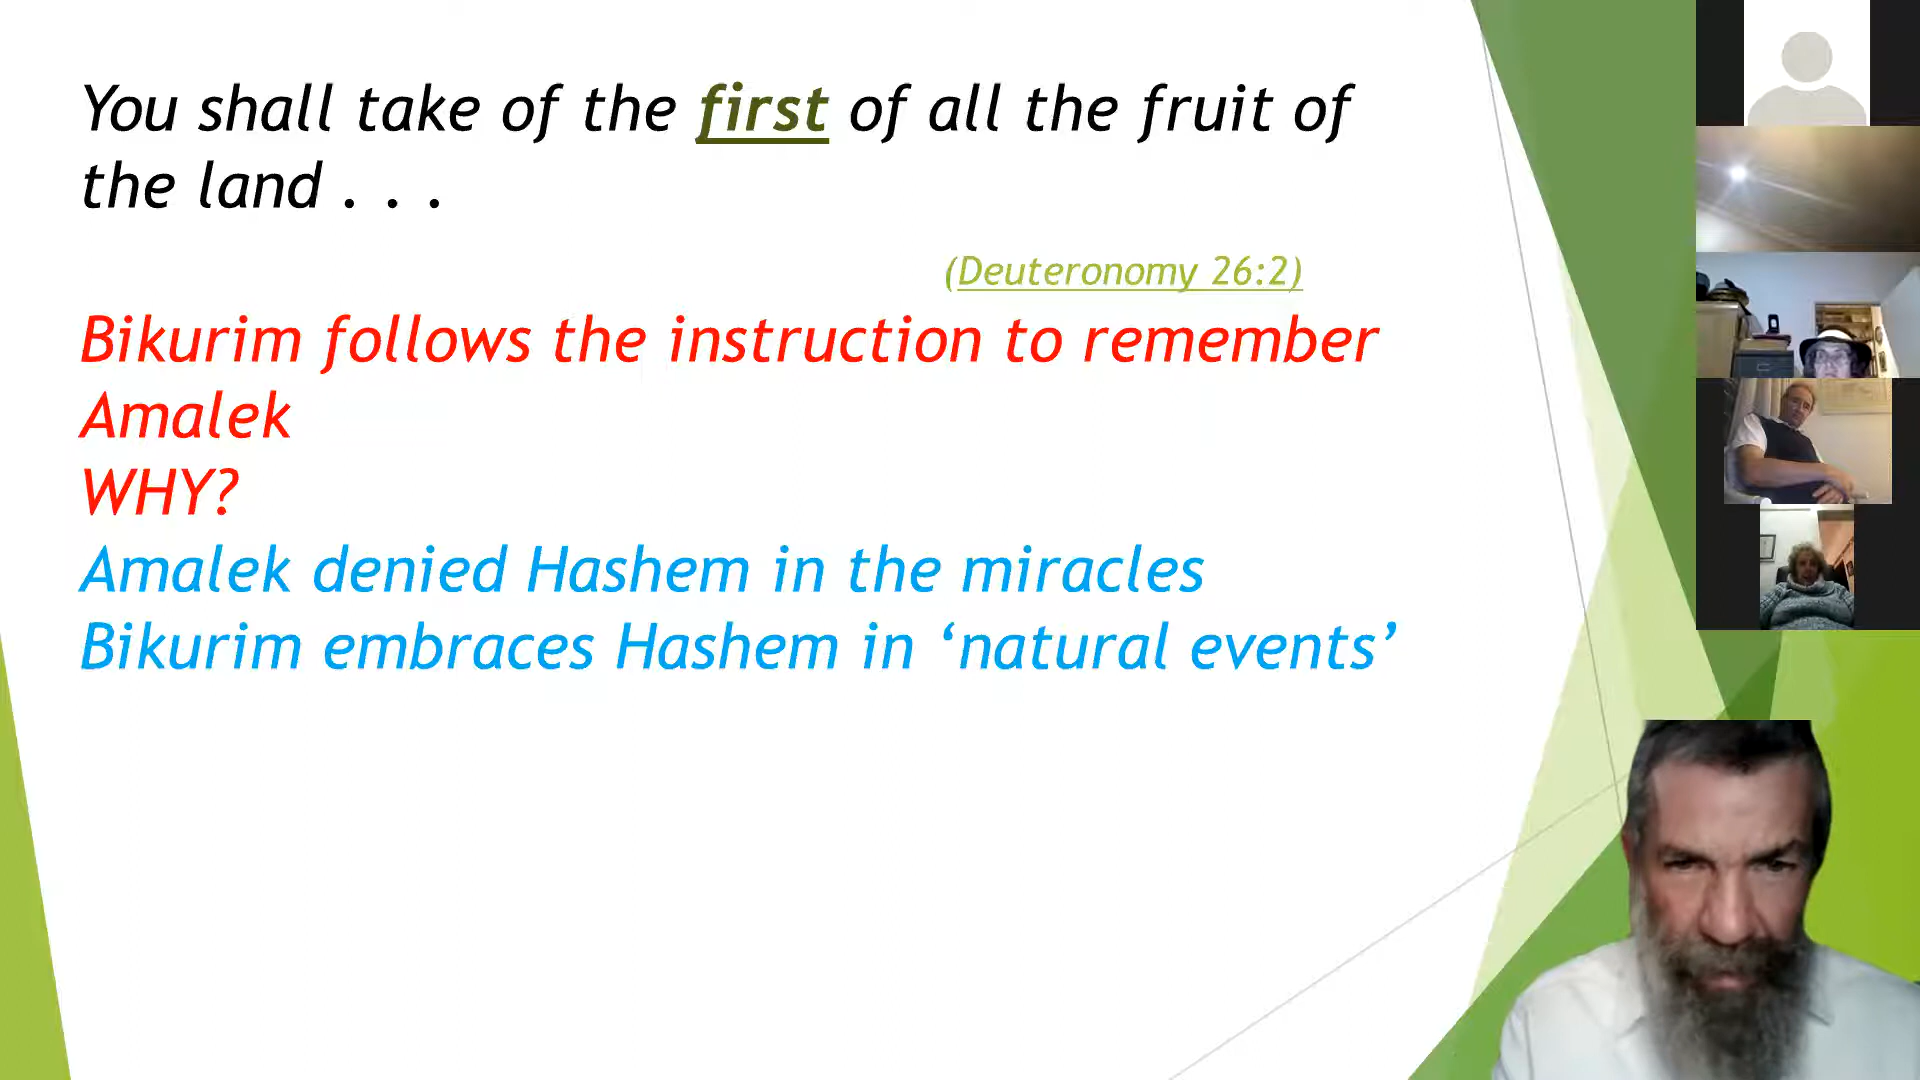 You shall take of the first of all the fruit of
the land . . .
(Deuteronomy 26:2)
Bikurim follows the instruction to remember
Amalek
WHY?
Amalek denied Hashem in the miracles
Bikurim embraces Hashem in ‘natural events’